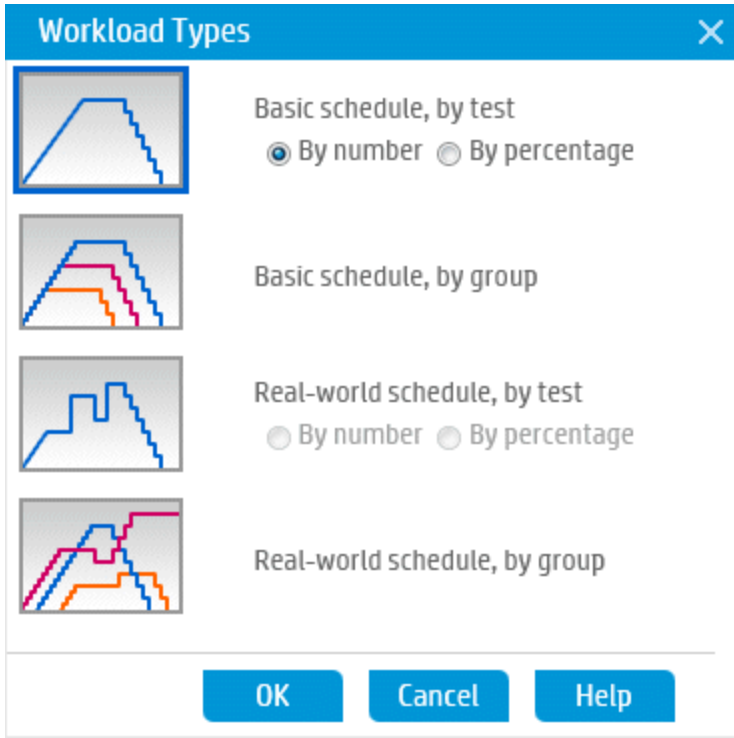 Workload Types
Basic schedule, by test
By number By percentage
Basic schedule, by group
Real-world schedule, by test
By number By percentage
Real-world schedule, by group
OK Cancel Help